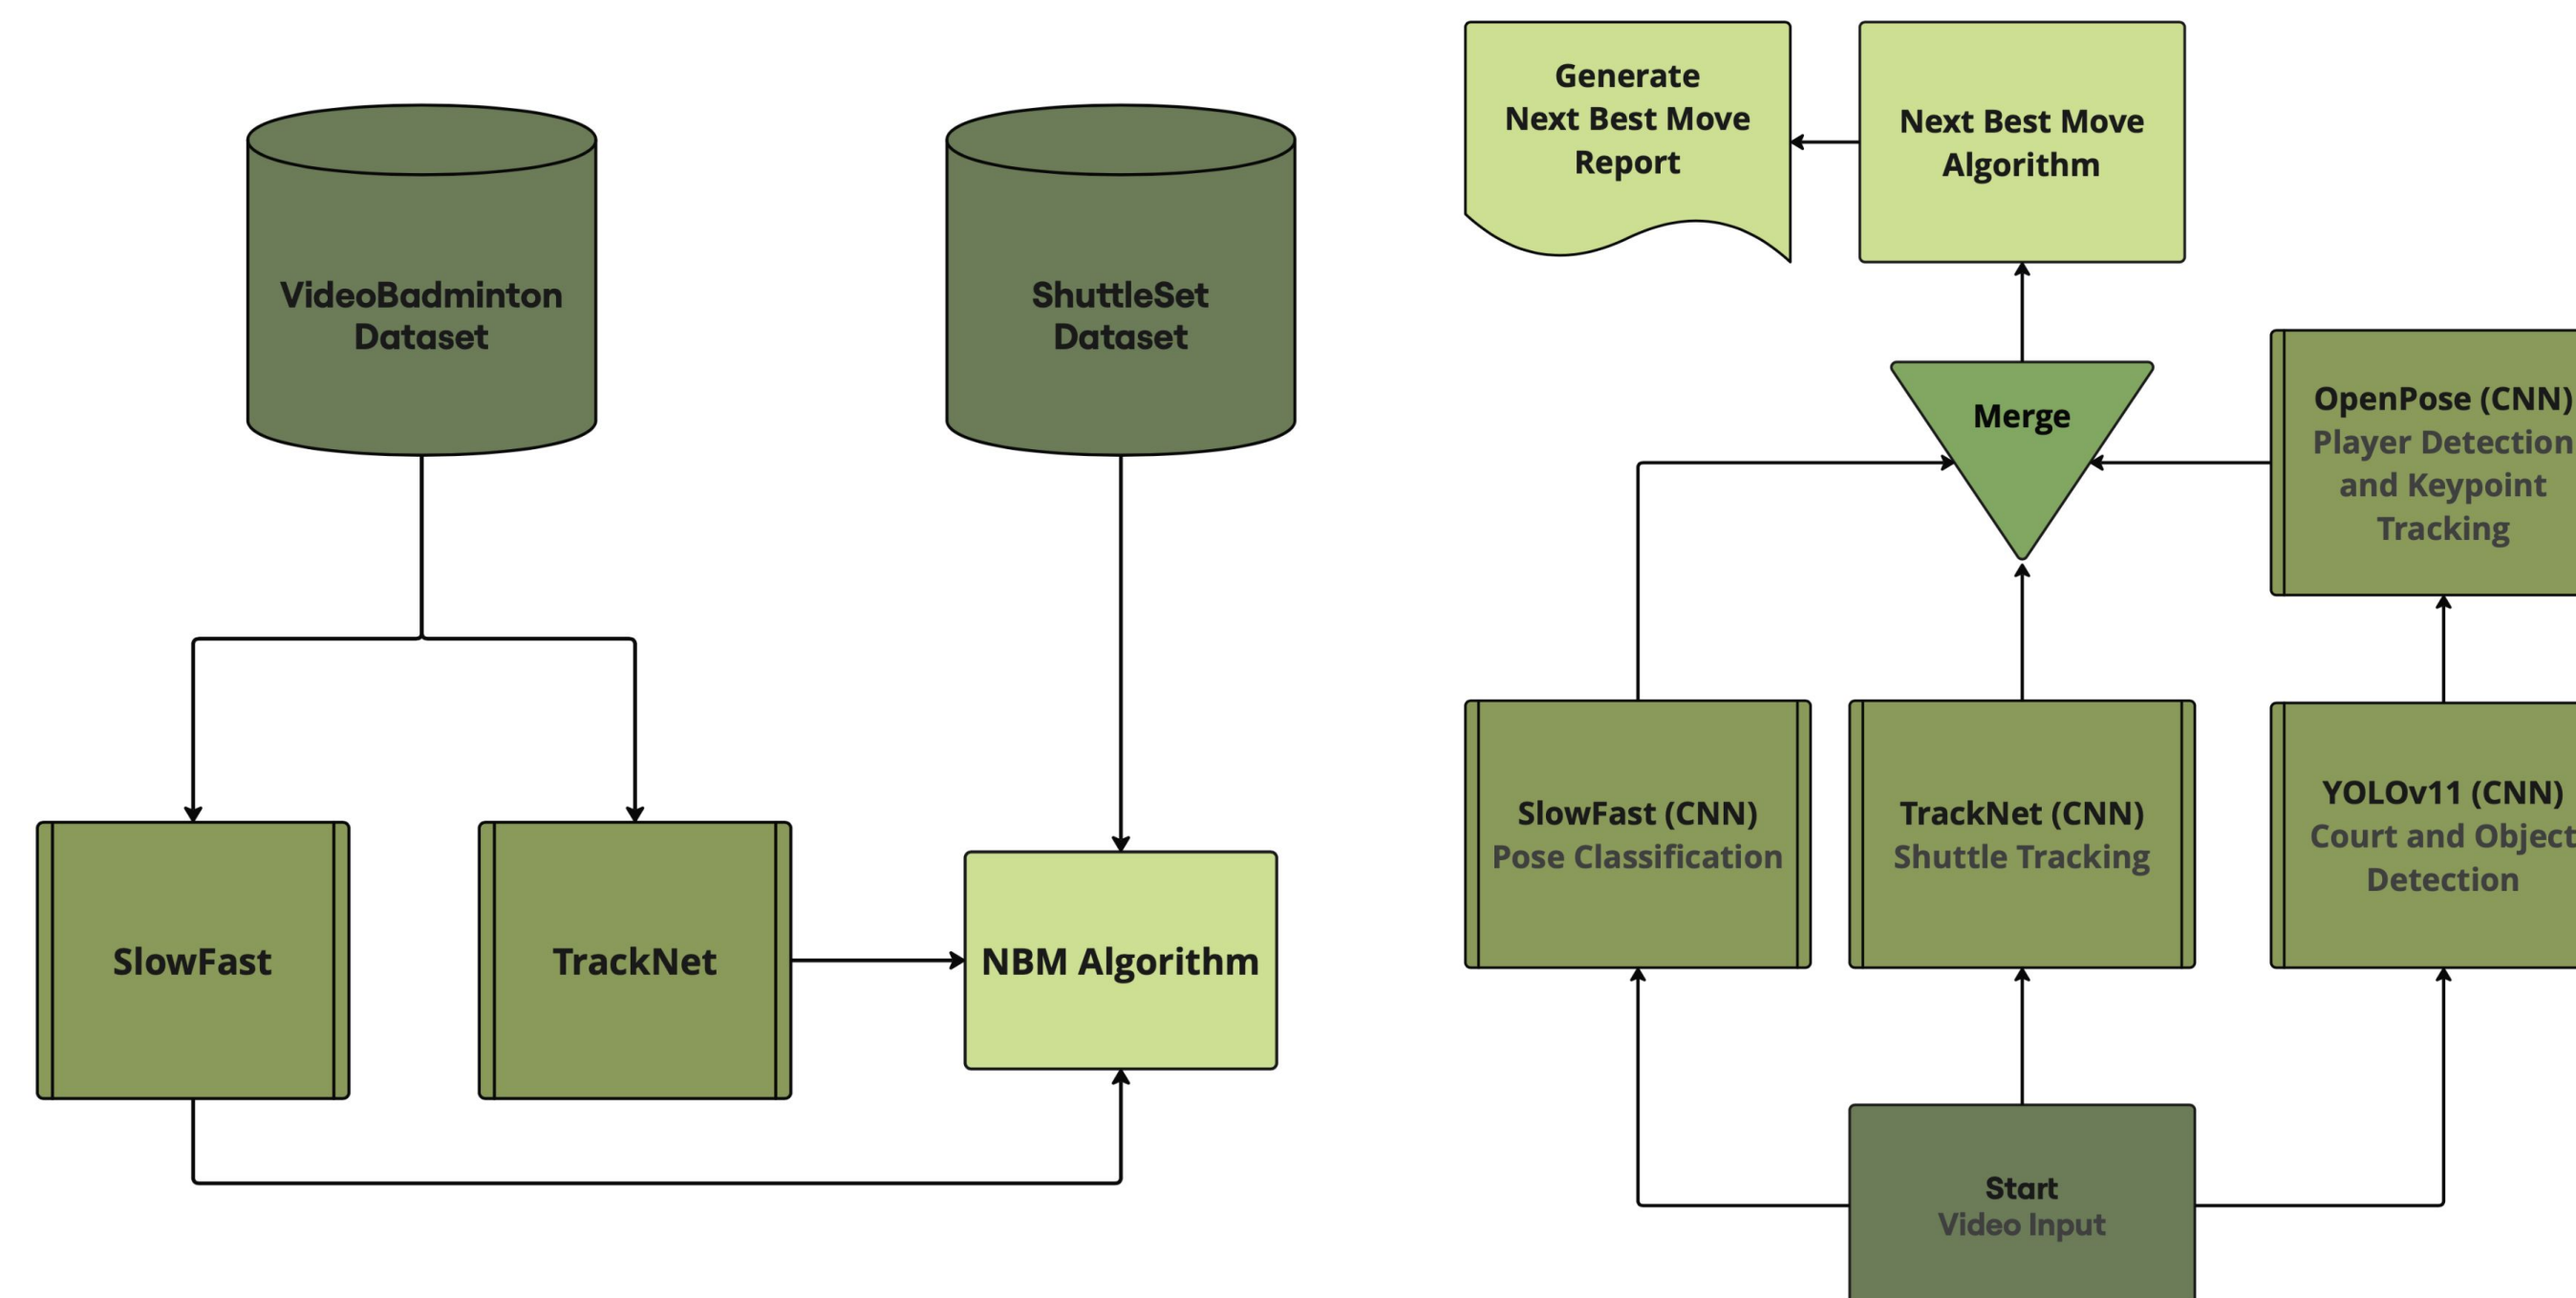 VideoBadminton
Dataset
ShuttleSet
Dataset
SlowFast
TrackNet
NBM Algorithm
Generate
Next Best Move
Report
Next Best Move
Algorithm
Merge
OpenPose (CNN)
Player Detection
and Keypoint
Tracking
SlowFast (CNN)
Pose Classification
TrackNet (CNN)
Shuttle Tracking
YOLOv11 (CNN)
Court and Object
Detection
Start
Video Input